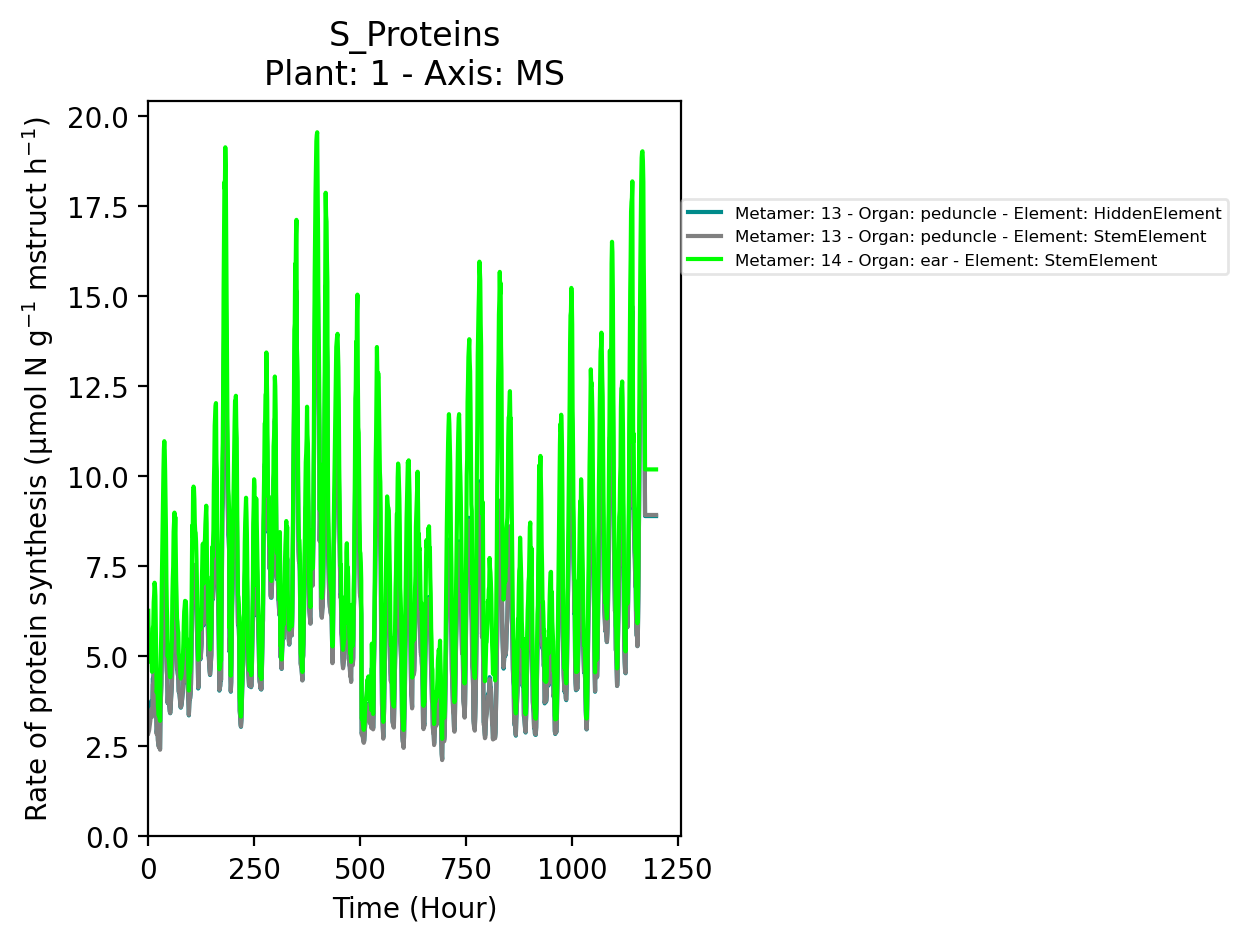 S_Proteins
Plant: 1 - Axis: MS
Rate of protein synthesis (µmol N g⁻¹ mstruct h⁻¹)
20.0
17.5
15.0
12.5
10.0
7.5
5.0
2.5
0.0
Metamer: 13 - Organ: peduncle - Element: HiddenElement
Metamer: 13 - Organ: peduncle - Element: StemElement
Metamer: 14 - Organ: ear - Element: StemElement
0 250 500 750 1000 1250
Time (Hour)